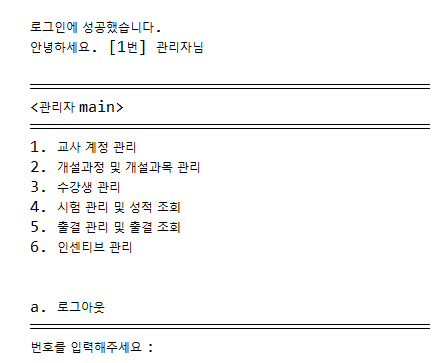 로그인에 성공했습니다.
안녕하세요. [1번] 관리자님
<관리자 main>
1. 교사 계정 관리
2. 개설과정 및 개설과목 관리
3. 수강생 관리
4. 시험 관리 및 성적 조회
5. 출결 관리 및 출결 조회
6. 인센티브 관리
a. 로그아웃
번호를 입력해주세요 :